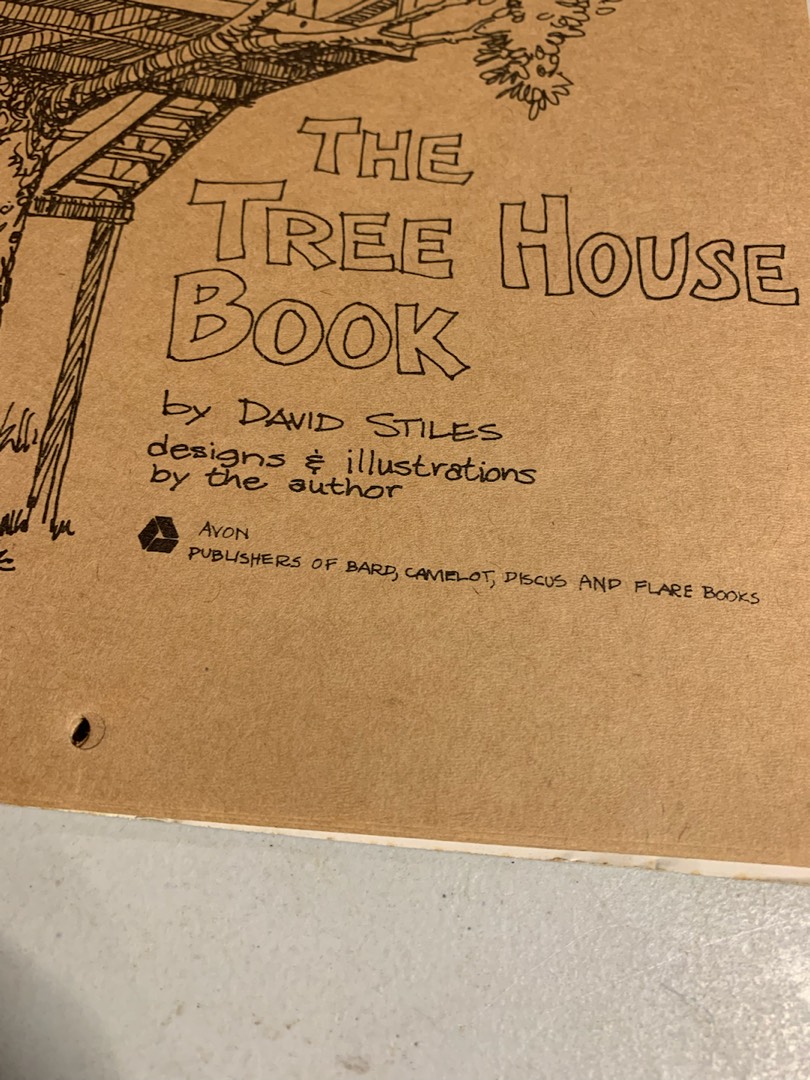 THE
TREE HOUSE
BOOK
by DAVID STILES
designs & illustrations
by the author
AVON
PUBLISHERS OF BARD, CAMELOT, DISCUS AND FLARE BOOKS